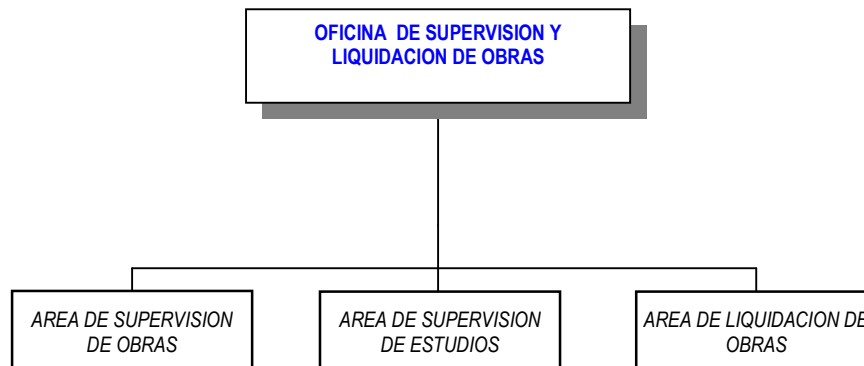 OFICINA DE SUPERVISION Y
LIQUIDACION DE OBRAS
AREA DE SUPERVISION
DE OBRAS
AREA DE SUPERVISION
DE ESTUDIOS
AREA DE LIQUIDACION DE
OBRAS